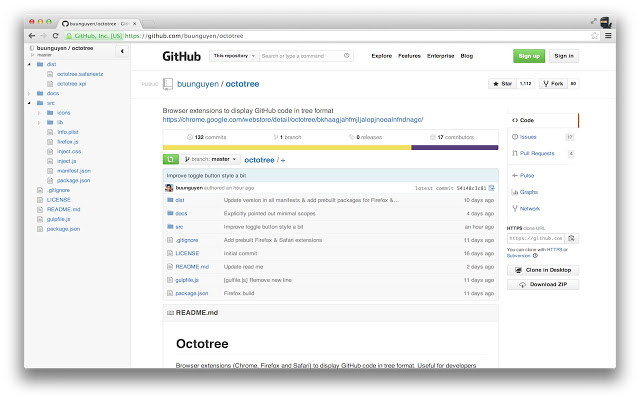 buunguyen/octotree · GitH
GitHub, Inc. [US] https://github.com/buunguyen/octotree
buunguyen / octotree
master
dist
octotree.safariextz
octotree.xpi
docs
src
icons
lib
Info.plist
firefox.js
inject.css
inject.js
manifest.json
package.json
.gitignore
LICENSE
README.md
gulpfile.js
package.json
GitHub
This repository
Search or type a command
Explore
Features
Enterprise
Blog
Sign up
Sign in
PUBLIC
buunguyen / octotree
Star
1,112
Fork
80
Browser extensions to display GitHub code in tree format
https://chrome.google.com/webstore/detail/octotree/bkhaagjahfmjljalopjnoealnfndnagc/
132 commits
1 branch
0 releases
17 contributors
branch: master
octotree / +
Improve toggle button style a bit
buunguyen authored an hour ago
latest commit 54148c3c81
dist
Update version in all manifests & add prebuilt packages for Firefox &…
10 days ago
docs
Explicitly pointed out minimal scopes
4 days ago
src
Improve toggle button style a bit
an hour ago
.gitignore
Add prebuilt Firefox & Safari extensions
11 days ago
LICENSE
Initial commit
16 days ago
README.md
Update read me
2 days ago
gulpfile.js
[gulfile.js] Remove new line
11 days ago
package.json
Firefox build
11 days ago
README.md
Octotree
Browser extensions (Chrome, Firefox and Safari) to display GitHub code in tree format. Useful for developers
Code
Issues
17
Pull Requests
4
Pulse
Graphs
Network
HTTPS clone URL
https://github.com
You can clone with HTTPS or
Subversion
Clone in Desktop
Download ZIP